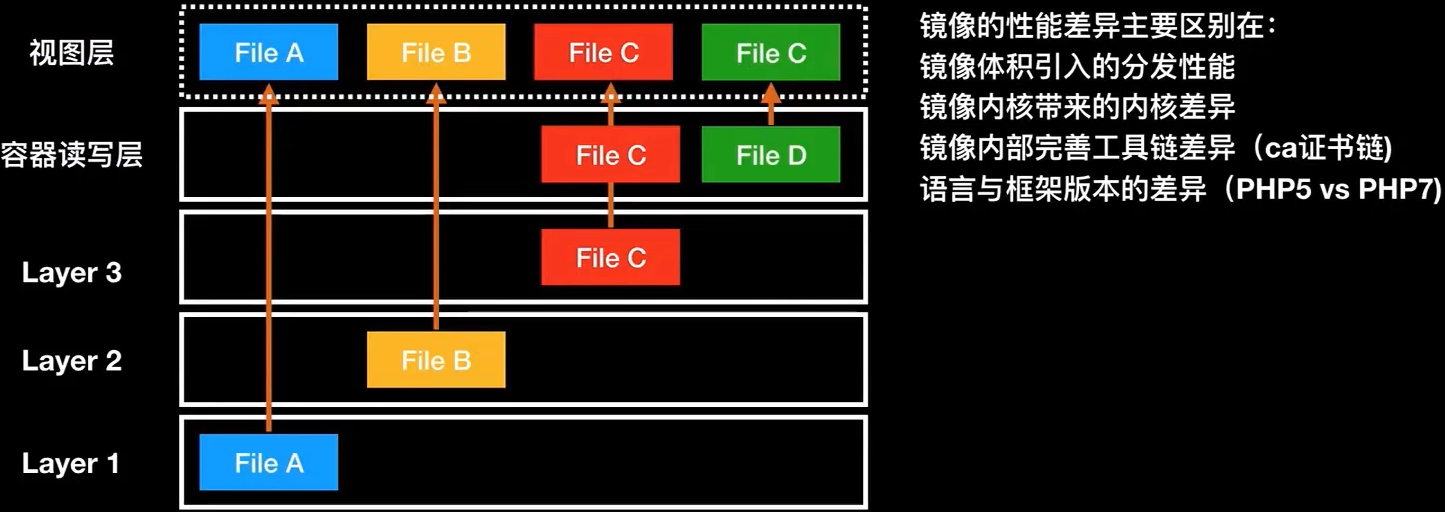 视图层
File A
File B
File C
File C
容器读写层
File C
File D
Layer 3
File C
Layer 2
File B
Layer 1
File A
镜像的性能差异主要区别在：
镜像体积引入的分发性能
镜像内核带来的内核差异
镜像内部完善工具链差异（ca证书链)
语言与框架版本的差异（PHP5 vs PHP7)